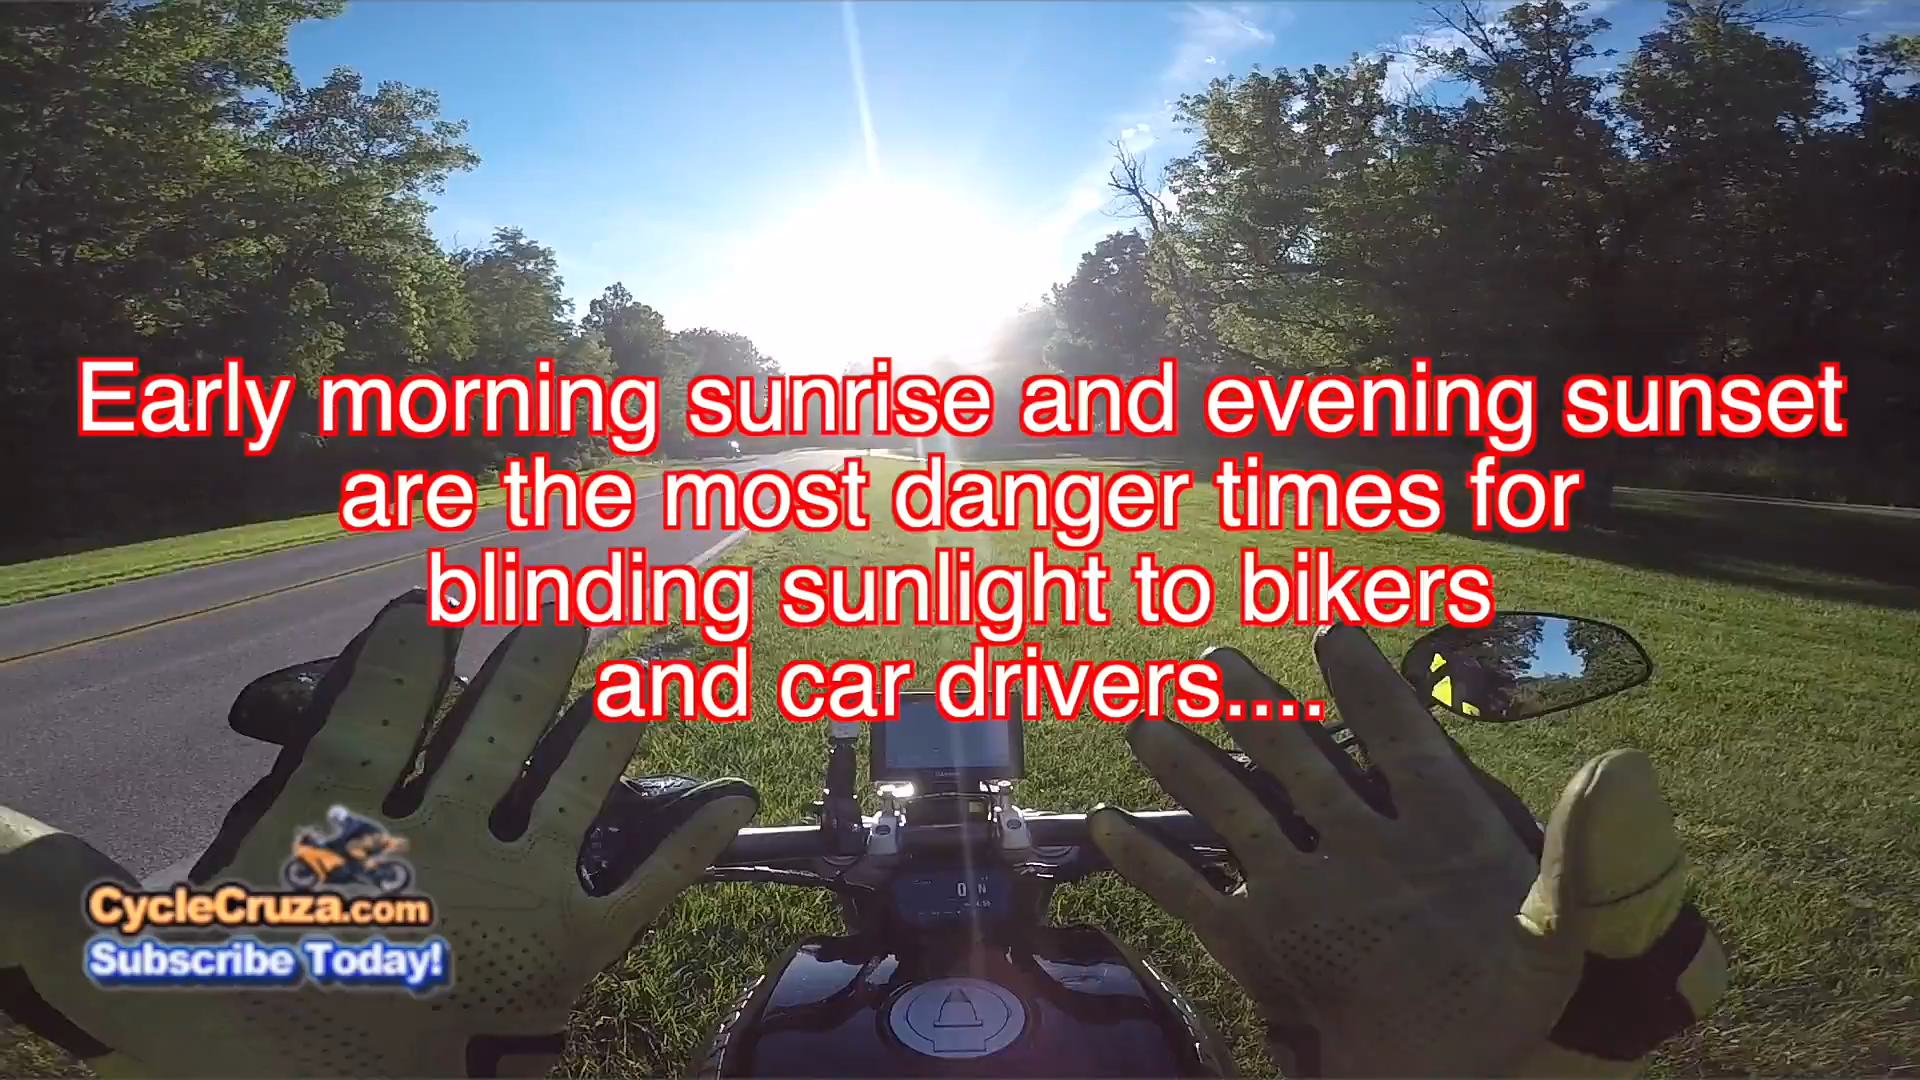 Early morning sunrise and evening sunset
are the most danger times for
blinding sunlight to bikers
and car drivers....
0 N
CycleCruza.com
Subscribe Today!